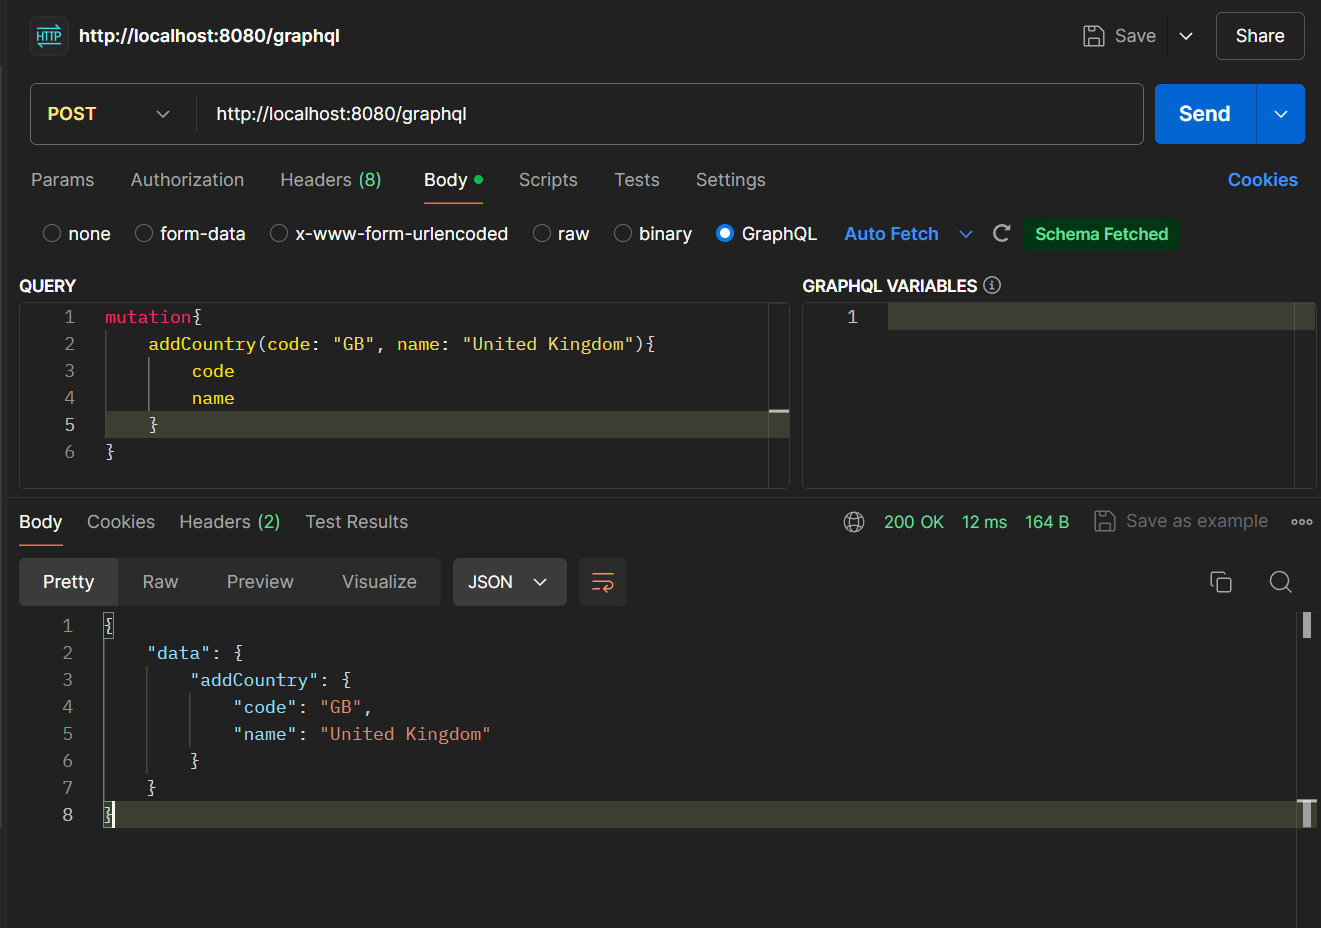 HTTP http://localhost:8080/graphql Save Share
POST http://localhost:8080/graphql Send
Params Authorization Headers (8) Body Scripts Tests Settings Cookies
none form-data x-www-form-urlencoded raw binary GraphQL Auto Fetch Schema Fetched
QUERY GRAPHQL VARIABLES
1 mutation{ 1
2 addCountry(code: "GB", name: "United Kingdom"){
3 code
4 name
5 }
6 }
Body Cookies Headers (2) Test Results 200 OK 12 ms 164 B Save as example
Pretty Raw Preview Visualize JSON
1 {
2 "data": {
3 "addCountry": {
4 "code": "GB",
5 "name": "United Kingdom"
6 }
7 }
8 }